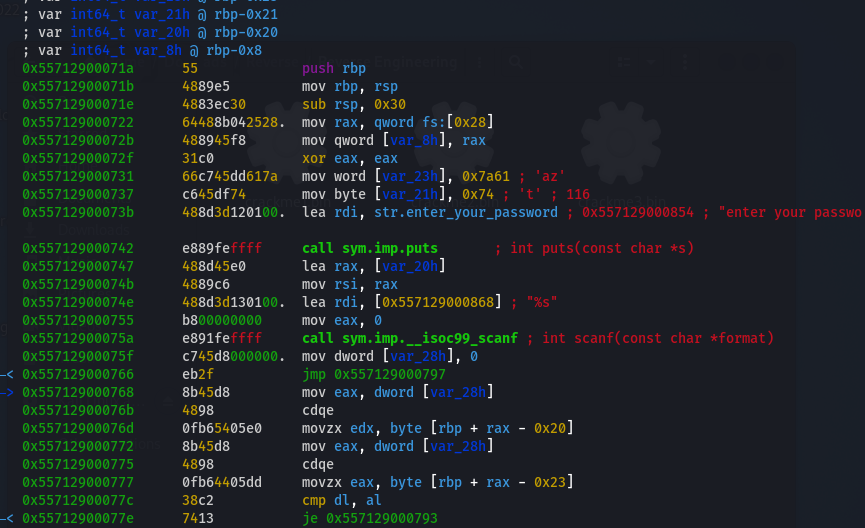 ; var int64_t var_21h @ rbp-0x21
; var int64_t var_20h @ rbp-0x20
; var int64_t var_8h @ rbp-0x8
0x55712900071a 55 push rbp
0x55712900071b 4889e5 mov rbp, rsp
0x55712900071e 4883ec30 sub rsp, 0x30
0x557129000722 64488b042528. mov rax, qword fs:[0x28]
0x55712900072b 488945f8 mov qword [var_8h], rax
0x55712900072f 31c0 xor eax, eax
0x557129000731 66c745dd617a mov word [var_23h], 0x7a61 ; 'az'
0x557129000737 c645df74 mov byte [var_21h], 0x74 ; 't' ; 116
0x55712900073b 488d3d120100. lea rdi, str.enter_your_password ; 0x557129000854 ; "enter your passwo
0x557129000742 e889feffff call sym.imp.puts ; int puts(const char *s)
0x557129000747 488d45e0 lea rax, [var_20h]
0x55712900074b 4889c6 mov rsi, rax
0x55712900074e 488d3d130100. lea rdi, [0x557129000868] ; "%s"
0x557129000755 b800000000 mov eax, 0
0x55712900075a e891feffff call sym.imp.__isoc99_scanf ; int scanf(const char *format)
0x55712900075f c745d8000000. mov dword [var_28h], 0
─< 0x557129000766 eb2f jmp 0x557129000797
─> 0x557129000768 8b45d8 mov eax, dword [var_28h]
0x55712900076b 4898 cdqe
0x55712900076d 0fb65405e0 movzx edx, byte [rbp + rax - 0x20]
0x557129000772 8b45d8 mov eax, dword [var_28h]
0x557129000775 4898 cdqe
0x557129000777 0fb64405dd movzx eax, byte [rbp + rax - 0x23]
0x55712900077c 38c2 cmp dl, al
─< 0x55712900077e 7413 je 0x557129000793